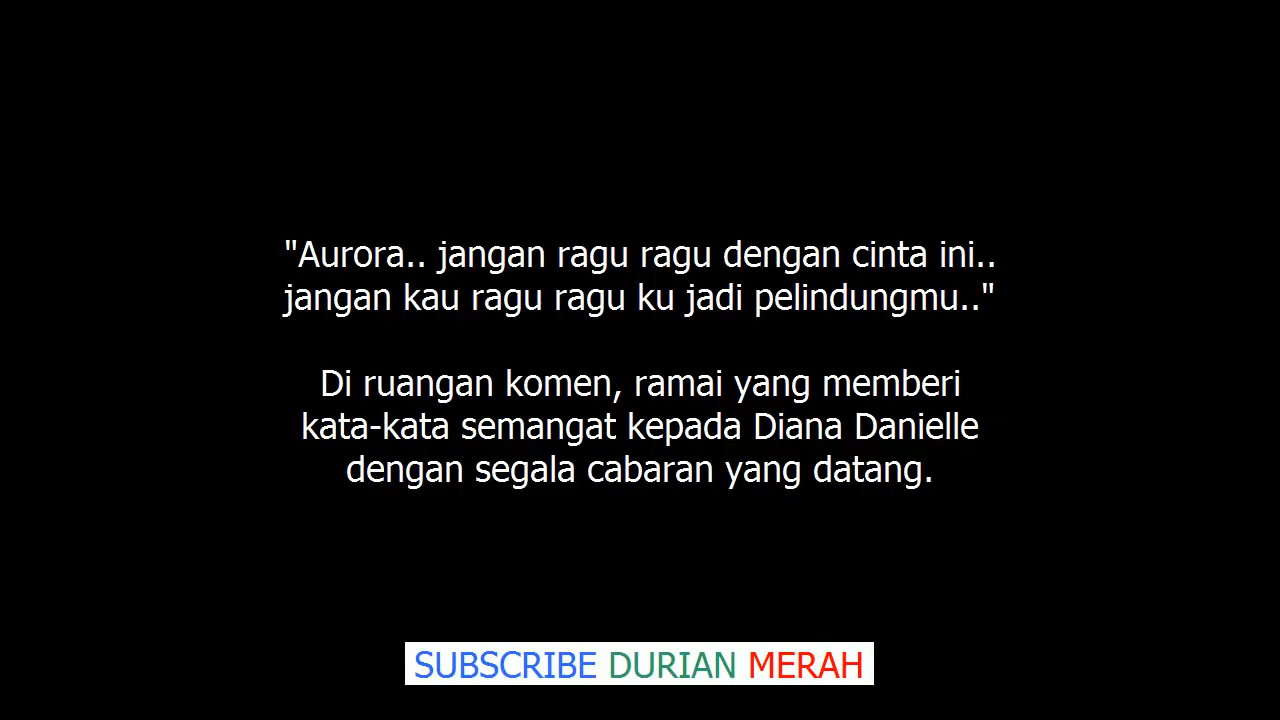 "Aurora.. jangan ragu ragu dengan cinta ini..
jangan kau ragu ragu ku jadi pelindungmu.."
Di ruangan komen, ramai yang memberi
kata-kata semangat kepada Diana Danielle
dengan segala cabaran yang datang.
SUBSCRIBE DURIAN MERAH